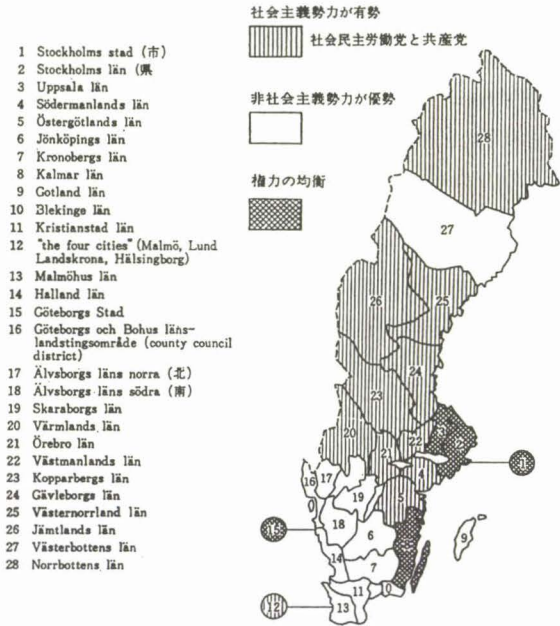 社会主義勢力が有勢
社会民主労働党と共産党
非社会主義勢力が優勢
権力の均衡
1 Stockholms stad (市)
2 Stockholms län (県
3 Uppsala län
4 Södermanlands län
5 Östergötlands län
6 Jönköpings län
7 Kronobergs län
8 Kalmar län
9 Gotland län
10 Blekinge län
11 Kristianstad län
12 "the four cities" (Malmö, Lund
Landskrona, Hälsingborg)
13 Malmöhus län
14 Halland län
15 Göteborgs Stad
16 Göteborgs och Bohus läns-
landstingsområde (county council
district)
17 Älvsborgs läns norra (北)
18 Älvsborgs läns södra (南)
19 Skaraborgs län
20 Värmlands län
21 Örebro län
22 Västmanlands län
23 Kopparbergs län
24 Gävleborgs län
25 Västernorrland län
26 Jämtlands län
27 Västerbottens län
28 Norrbottens län
28
27
26
25
24
23
20
22
3
2
21
1
4
16
17
19
5
0
15
18
6
9
14
7
11
0
12
13